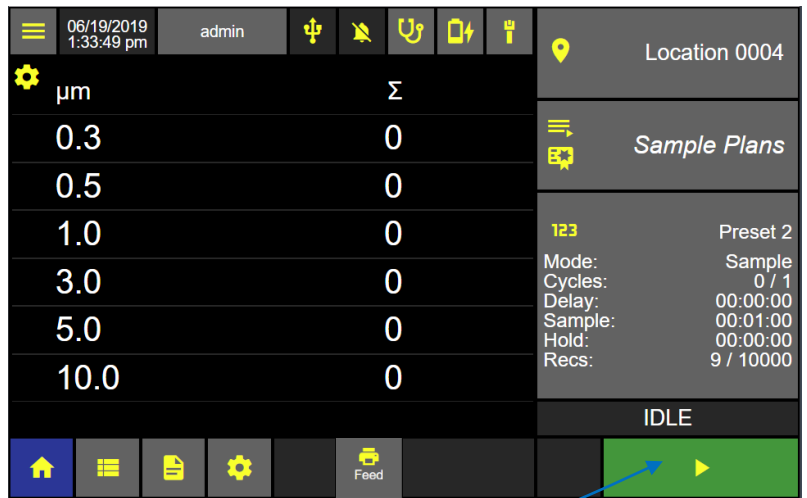 06/19/2019
1:33:49 pm
admin
Location 0004
µm Σ
0.3 0
0.5 0
1.0 0
3.0 0
5.0 0
10.0 0
Sample Plans
123 Preset 2
Mode: Sample
Cycles: 0 / 1
Delay: 00:00:00
Sample: 00:01:00
Hold: 00:00:00
Recs: 9 / 10000
IDLE
Feed